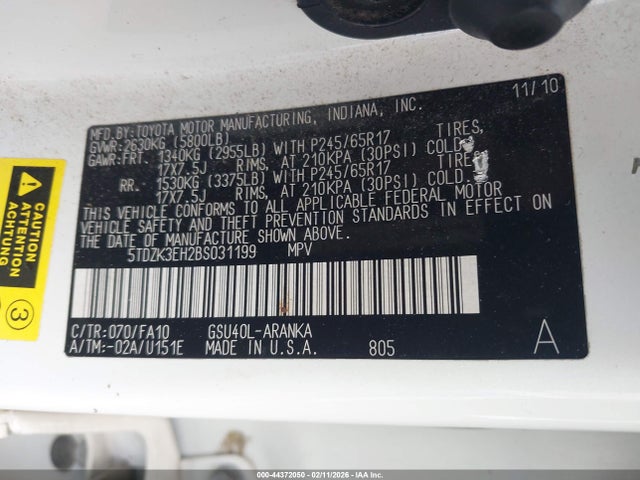 MFD.BY:TOYOTA MOTOR MANUFACTURING, INDIANA, INC. 11/10
GVWR:2630KG (5800LB)
GAWR:FRT. 1340KG (2955LB) WITH P245/65R17 TIRES,
17X7.5J RIMS, AT 210KPA (30PSI) COLD.
RR. 1530KG (3375LB) WITH P245/65R17 TIRES,
17X7.5J RIMS, AT 210KPA (30PSI) COLD.
THIS VEHICLE CONFORMS TO ALL APPLICABLE FEDERAL MOTOR
VEHICLE SAFETY AND THEFT PREVENTION STANDARDS IN EFFECT ON
THE DATE OF MANUFACTURE SHOWN ABOVE.
5TDZK3EH2BS031199 MPV
C/TR:070/FA10 GSU40L-ARANKA
A/TM:-02A/U151E MADE IN U.S.A. 805 A
CAUTION
ATTENTION
ACHTUNG
3
000-44372050 - 02/11/2026 - IAAI.COM